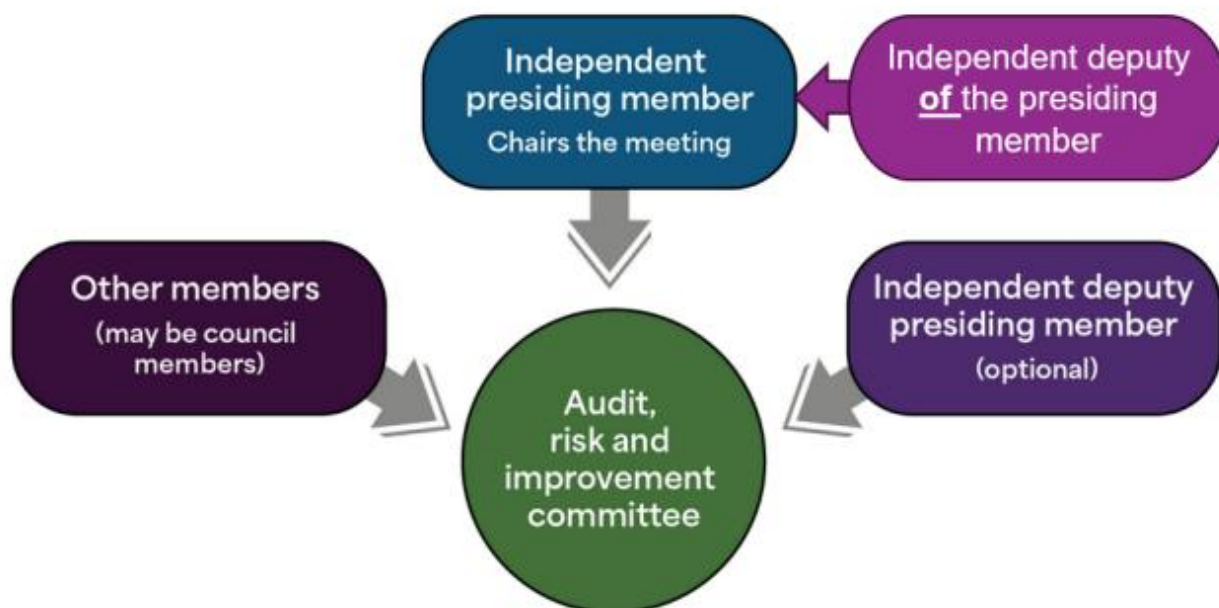 Independent
presiding member
Chairs the meeting
Independent deputy
of the presiding
member
Other members
(may be council
members)
Independent deputy
presiding member
(optional)
Audit,
risk and
improvement
committee